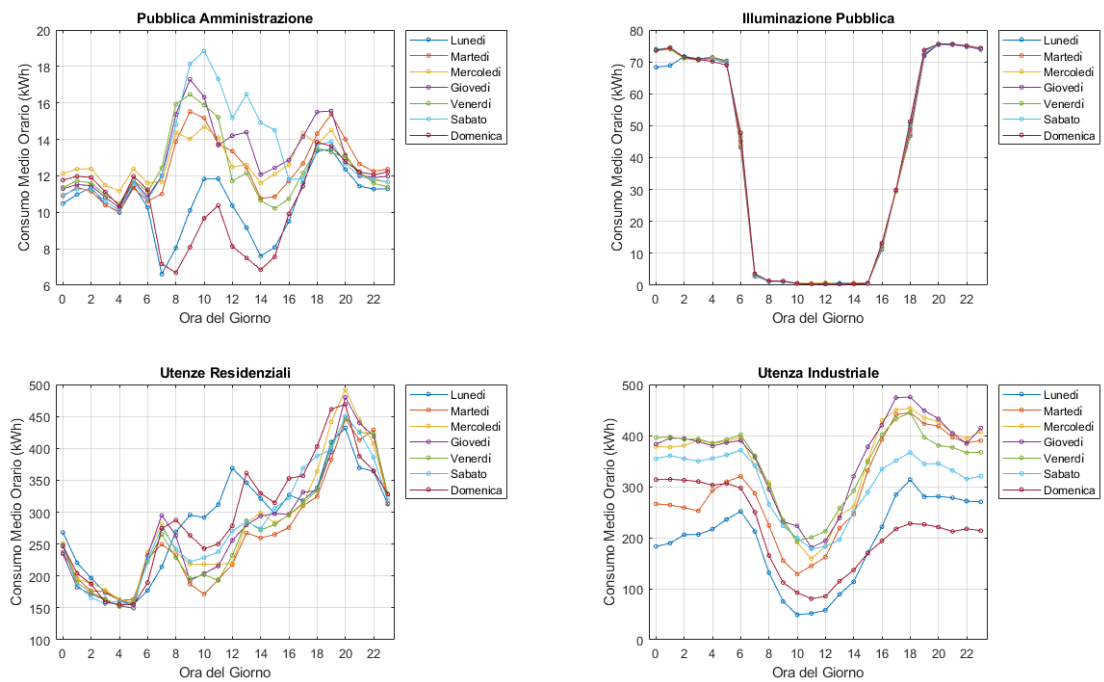 Pubblica Amministrazione
Consumo Medio Orario (kWh)
20
18
16
14
12
10
8
6
0 2 4 6 8 10 12 14 16 18 20 22
Ora del Giorno
Lunedì
Martedì
Mercoledì
Giovedì
Venerdì
Sabato
Domenica
Illuminazione Pubblica
Consumo Medio Orario (kWh)
80
70
60
50
40
30
20
10
0
0 2 4 6 8 10 12 14 16 18 20 22
Ora del Giorno
Lunedì
Martedì
Mercoledì
Giovedì
Venerdì
Sabato
Domenica
Utenze Residenziali
Consumo Medio Orario (kWh)
500
450
400
350
300
250
200
150
100
0 2 4 6 8 10 12 14 16 18 20 22
Ora del Giorno
Lunedì
Martedì
Mercoledì
Giovedì
Venerdì
Sabato
Domenica
Utenza Industriale
Consumo Medio Orario (kWh)
500
400
300
200
100
0
0 2 4 6 8 10 12 14 16 18 20 22
Ora del Giorno
Lunedì
Martedì
Mercoledì
Giovedì
Venerdì
Sabato
Domenica